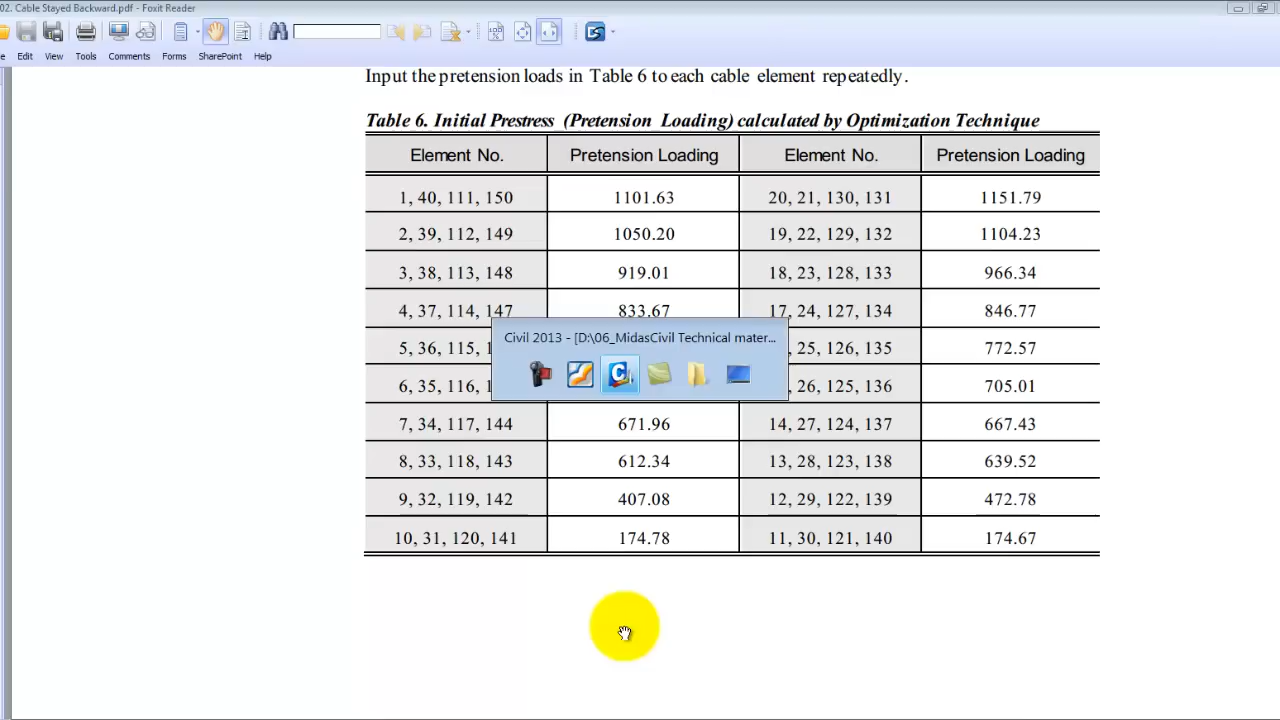 02. Cable Stayed Backward.pdf - Foxit Reader
Edit View Tools Comments Forms SharePoint Help
Input the pretension loads in Table 6 to each cable element repeatedly.
Table 6. Initial Prestress (Pretension Loading) calculated by Optimization Technique
Element No. Pretension Loading Element No. Pretension Loading
1, 40, 111, 150 1101.63 20, 21, 130, 131 1151.79
2, 39, 112, 149 1050.20 19, 22, 129, 132 1104.23
3, 38, 113, 148 919.01 18, 23, 128, 133 966.34
4, 37, 114, 147 833.67 17, 24, 127, 134 846.77
Civil 2013 - [D:\06_MidasCivil Technical mater...
5, 36, 115, 1 25, 126, 135 772.57
6, 35, 116, 26, 125, 136 705.01
7, 34, 117, 144 671.96 14, 27, 124, 137 667.43
8, 33, 118, 143 612.34 13, 28, 123, 138 639.52
9, 32, 119, 142 407.08 12, 29, 122, 139 472.78
10, 31, 120, 141 174.78 11, 30, 121, 140 174.67